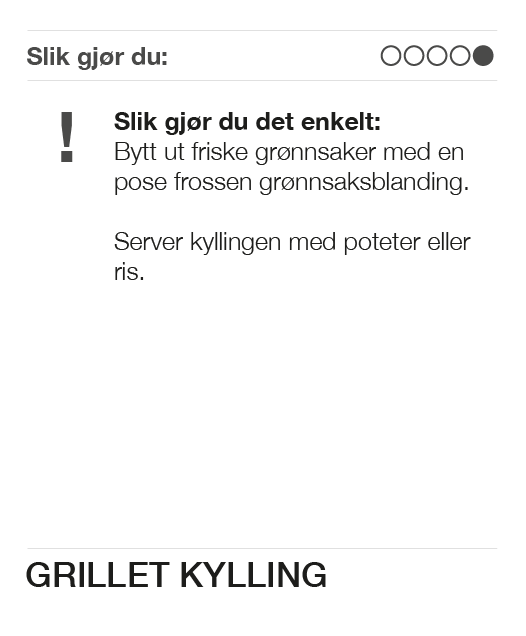 Slik gjør du:
!
Slik gjør du det enkelt:
Bytt ut friske grønnsaker med en
pose frossen grønnsaksblanding.
Server kyllingen med poteter eller
ris.
GRILLET KYLLING